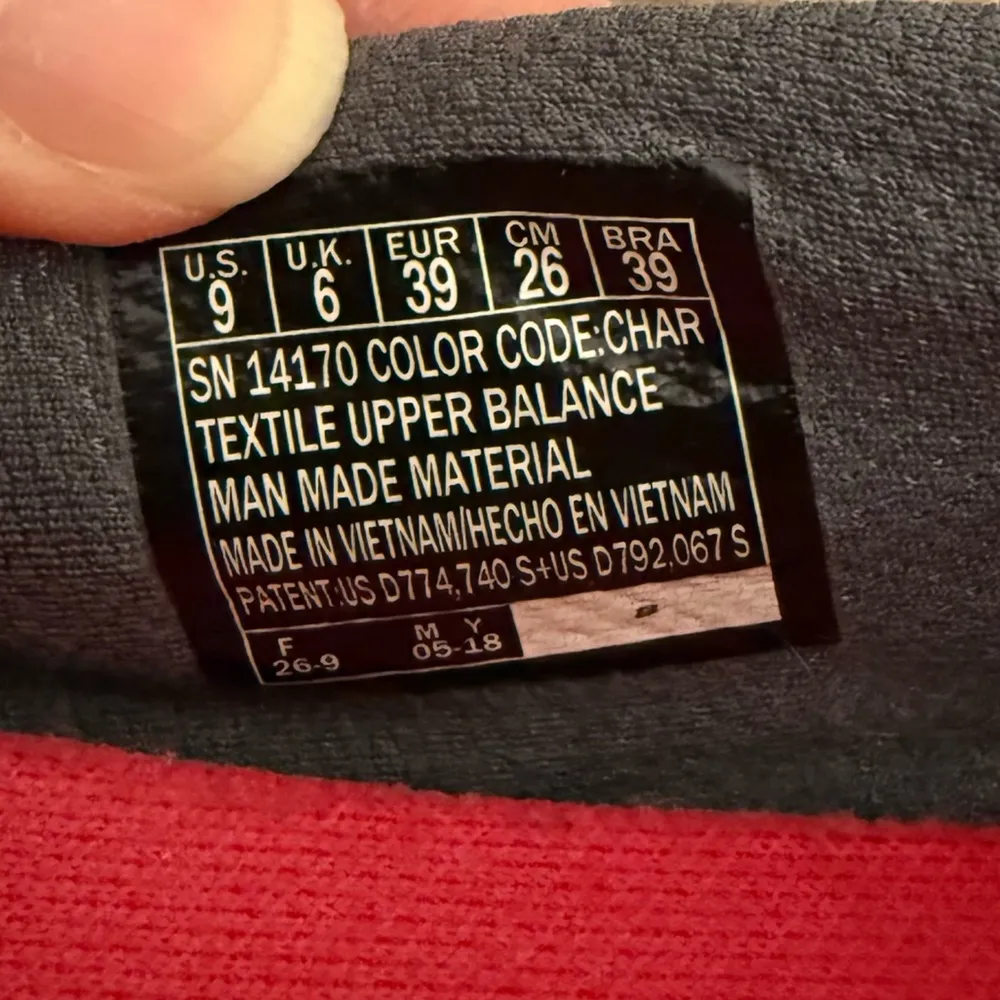 U.S. U.K. EUR CM BRA
9 6 39 26 39
SN 14170 COLOR CODE:CHAR
TEXTILE UPPER BALANCE
MAN MADE MATERIAL
MADE IN VIETNAM/HECHO EN VIETNAM
PATENT:US D774,740 S+US D792,067 S
F M Y
26-9 05-18